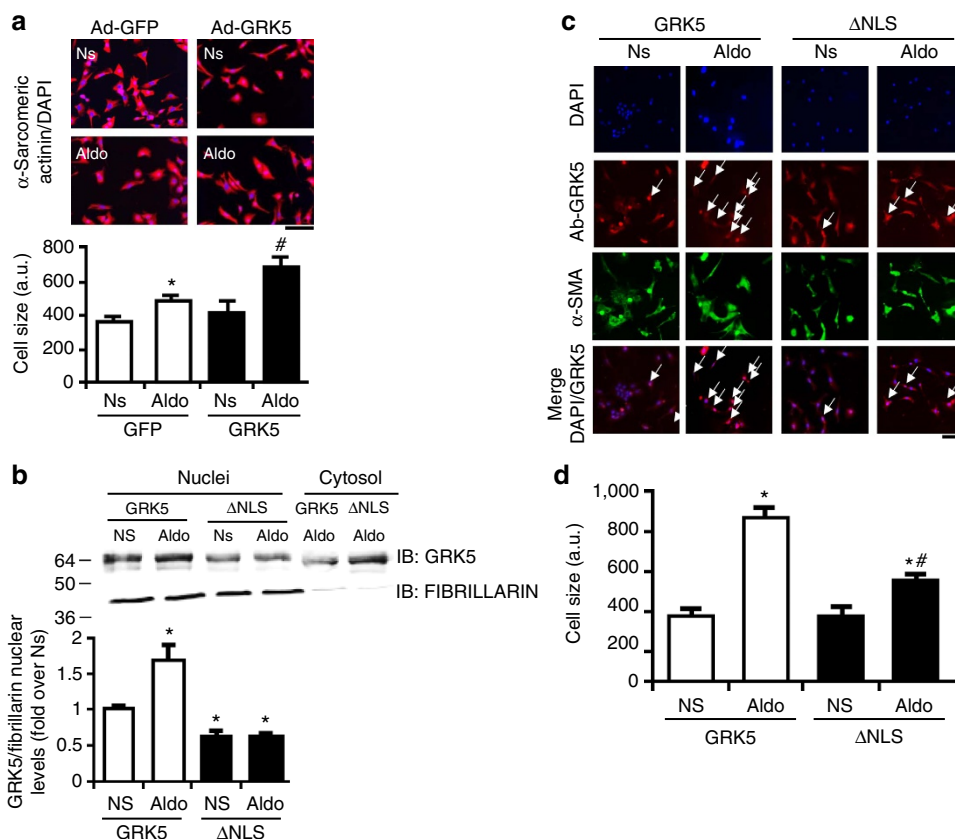 a
Ad-GFP Ad-GRK5
Ns Ns
Aldo Aldo
α-Sarcomeric
actinin/DAPI
800
600
400
200
0
Cell size (a.u.)
*
#
Ns Aldo Ns Aldo
GFP GRK5
b
Nuclei Cytosol
GRK5 ΔNLS GRK5 ΔNLS
NS Aldo Ns Aldo Aldo Aldo
64
50
36
IB: GRK5
IB: FIBRILLARIN
GRK5/fibrillarin nuclear
levels (fold over Ns)
2
1.5
1
0.5
0
*
* *
NS Aldo NS Aldo
GRK5 ΔNLS
c
GRK5 ΔNLS
Ns Aldo Ns Aldo
DAPI
Ab-GRK5
α-SMA
Merge
DAPI/GRK5
d
1,000
800
600
400
200
0
Cell size (a.u.)
*
*#
NS Aldo NS Aldo
GRK5 ΔNLS